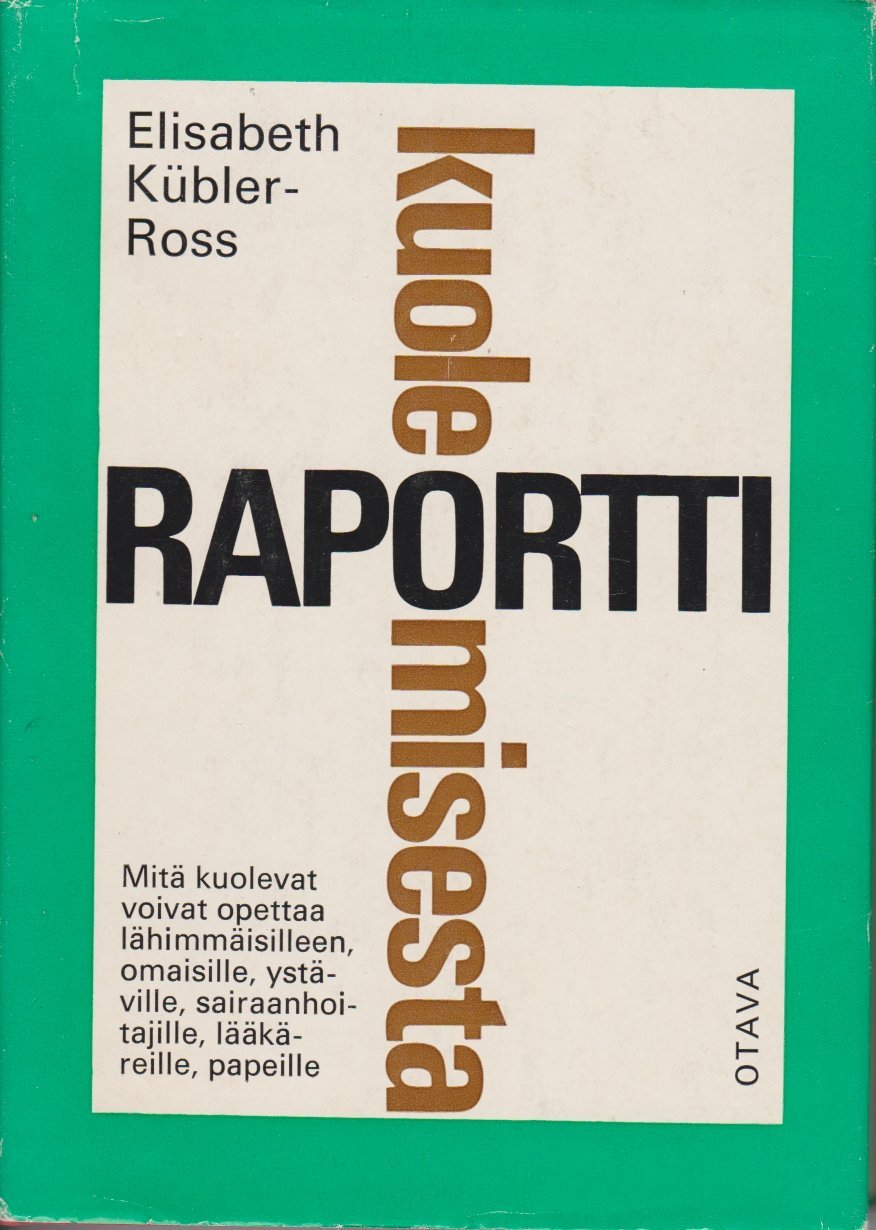 Elisabeth
Kübler-
Ross
RAPORTTI
kuolemisesta
Mitä kuolevat
voivat opettaa
lähimmäisilleen,
omaisille, ystä-
ville, sairaanhoi-
tajille, lääkä-
reille, papeille
OTAVA